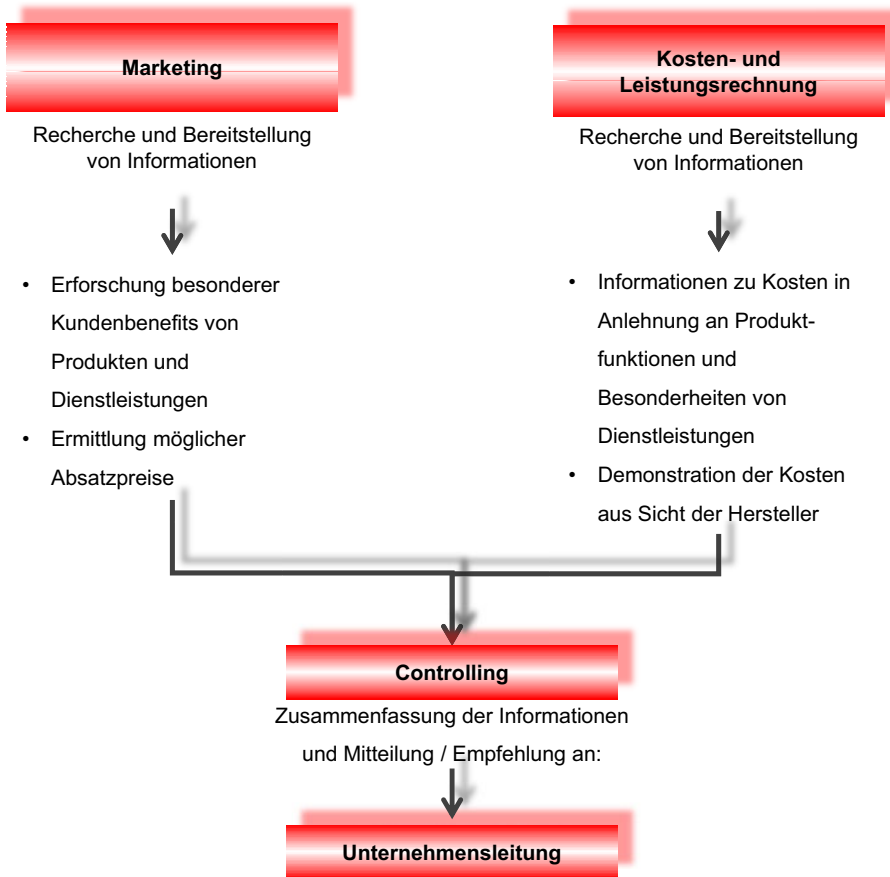 Marketing
Recherche und Bereitstellung
von Informationen
• Erforschung besonderer
Kundenbenefits von
Produkten und
Dienstleistungen
• Ermittlung möglicher
Absatzpreise
Kosten- und
Leistungsrechnung
Recherche und Bereitstellung
von Informationen
• Informationen zu Kosten in
Anlehnung an Produkt-
funktionen und
Besonderheiten von
Dienstleistungen
• Demonstration der Kosten
aus Sicht der Hersteller
Controlling
Zusammenfassung der Informationen
und Mitteilung / Empfehlung an:
Unternehmensleitung